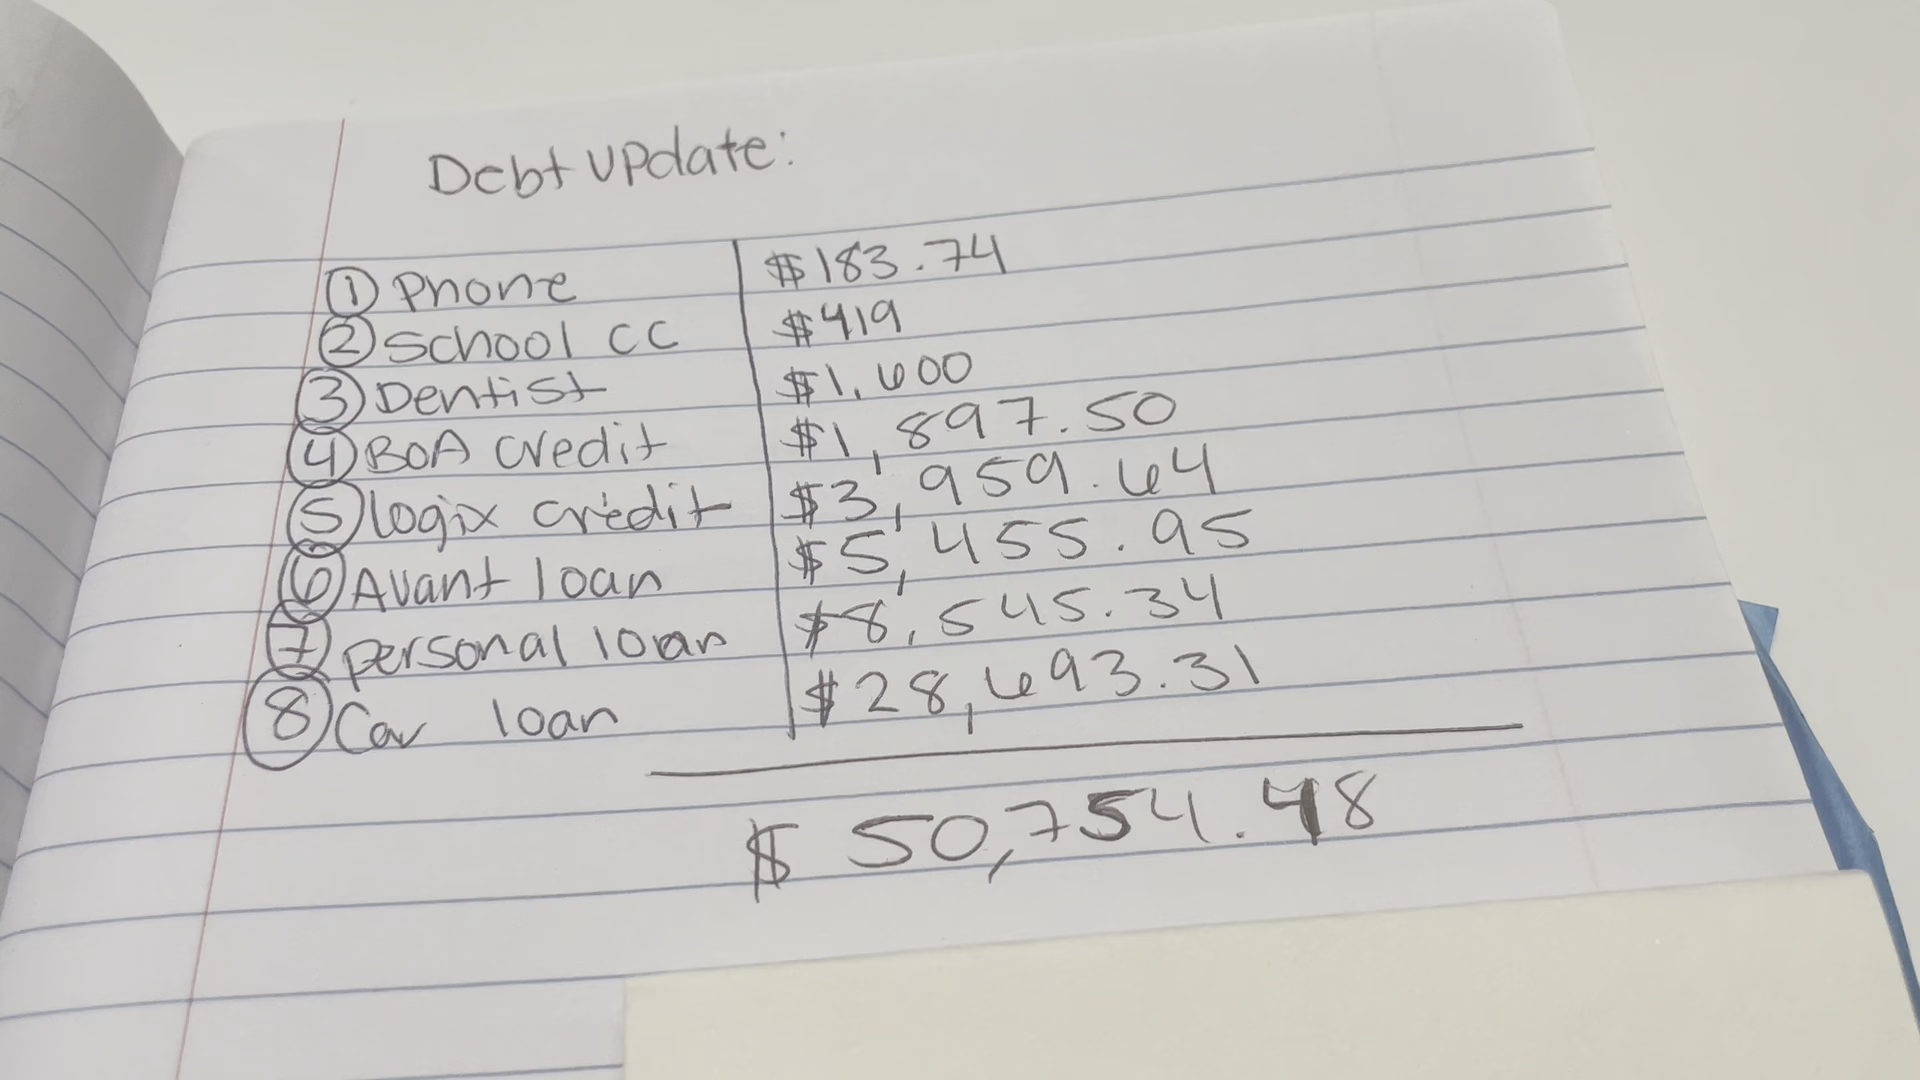 Debt update:
① Phone $183.74
② School CC $419
③ Dentist $1,600
④ BOA credit $1,897.50
⑤ logix credit $3,959.64
⑥ Avant loan $5,455.95
⑦ personal loan $8,545.34
⑧ Car loan $28,693.31
$ 50,754.48